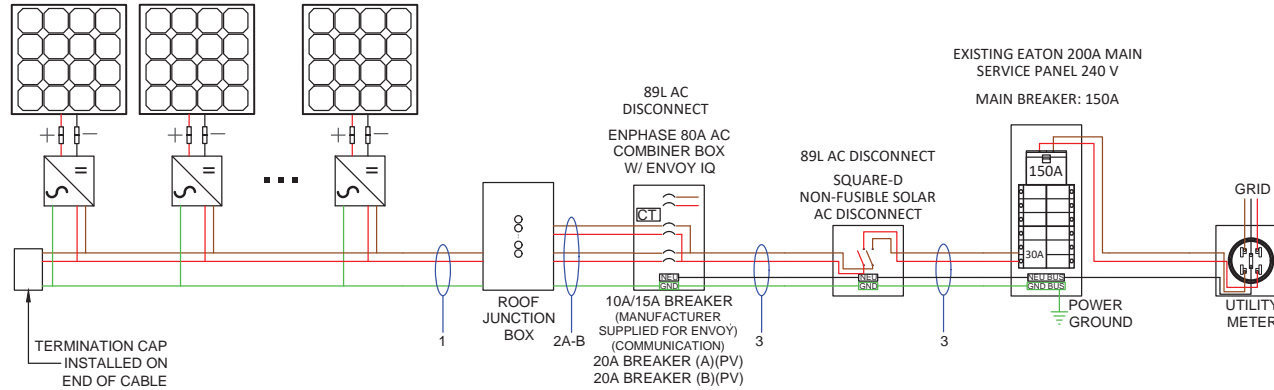 +
−
+
−
+
−
TERMINATION CAP
INSTALLED ON
END OF CABLE
1
ROOF
JUNCTION
BOX
2A-B
89L AC
DISCONNECT
ENPHASE 80A AC
COMBINER BOX
W/ ENVOY IQ
CT
NEU
GND
10A/15A BREAKER
(MANUFACTURER
SUPPLIED FOR ENVOY)
(COMMUNICATION)
20A BREAKER (A)(PV)
20A BREAKER (B)(PV)
3
89L AC DISCONNECT
SQUARE-D
NON-FUSIBLE SOLAR
AC DISCONNECT
NEU
GND
3
EXISTING EATON 200A MAIN
SERVICE PANEL 240 V
MAIN BREAKER: 150A
150A
30A
NEU BUS
GND BUS
POWER
GROUND
GRID
UTILITY
METER